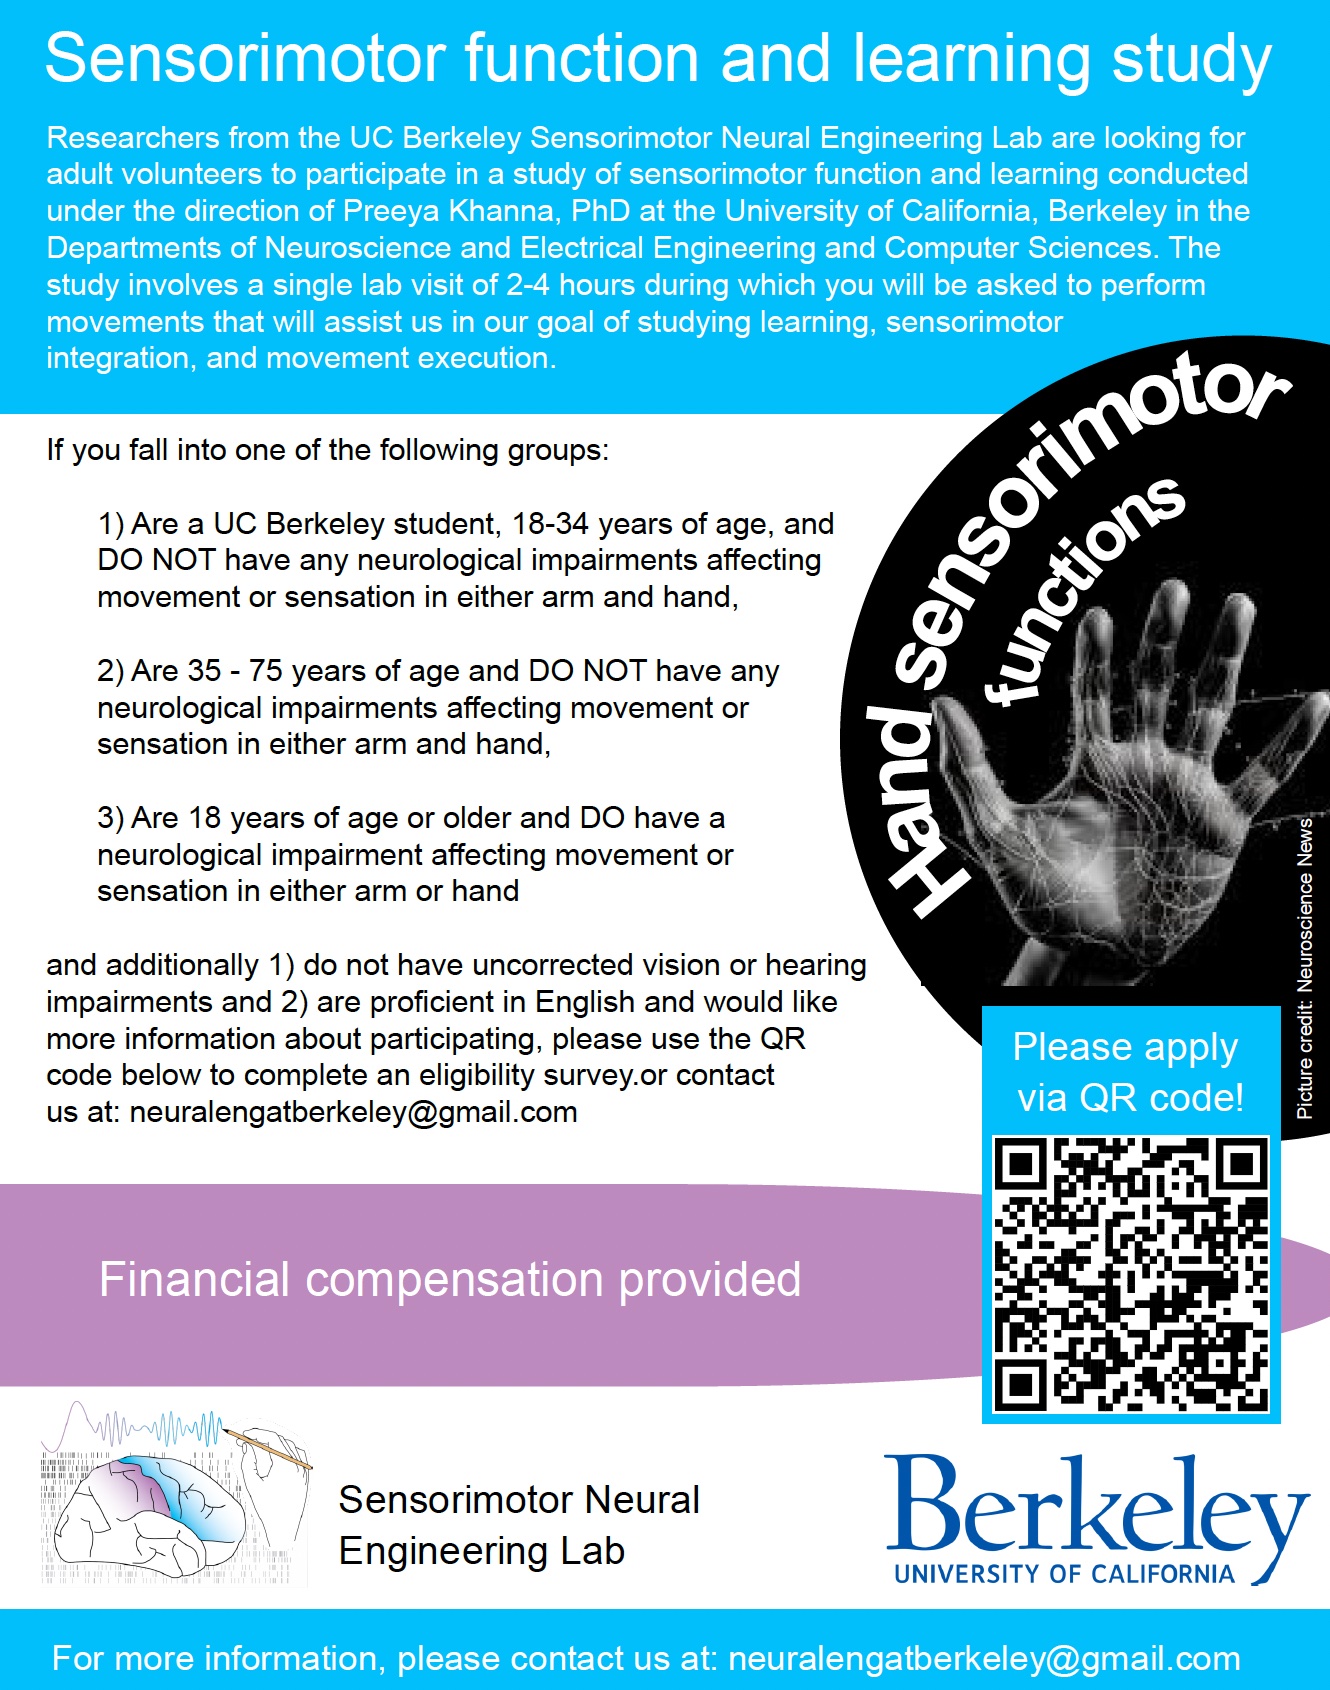 Sensorimotor function and learning study
Researchers from the UC Berkeley Sensorimotor Neural Engineering Lab are looking for
adult volunteers to participate in a study of sensorimotor function and learning conducted
under the direction of Preeya Khanna, PhD at the University of California, Berkeley in the
Departments of Neuroscience and Electrical Engineering and Computer Sciences. The
study involves a single lab visit of 2-4 hours during which you will be asked to perform
movements that will assist us in our goal of studying learning, sensorimotor
integration, and movement execution.
Hand sensorimotor
functions
If you fall into one of the following groups:
1) Are a UC Berkeley student, 18-34 years of age, and
DO NOT have any neurological impairments affecting
movement or sensation in either arm and hand,
2) Are 35 - 75 years of age and DO NOT have any
neurological impairments affecting movement or
sensation in either arm and hand,
3) Are 18 years of age or older and DO have a
neurological impairment affecting movement or
sensation in either arm or hand
and additionally 1) do not have uncorrected vision or hearing
impairments and 2) are proficient in English and would like
more information about participating, please use the QR
code below to complete an eligibility survey.or contact
us at: neuralengatberkeley@gmail.com
Picture credit: Neuroscience News
Please apply
via QR code!
Financial compensation provided
Sensorimotor Neural
Engineering Lab
Berkeley
UNIVERSITY OF CALIFORNIA
For more information, please contact us at: neuralengatberkeley@gmail.com